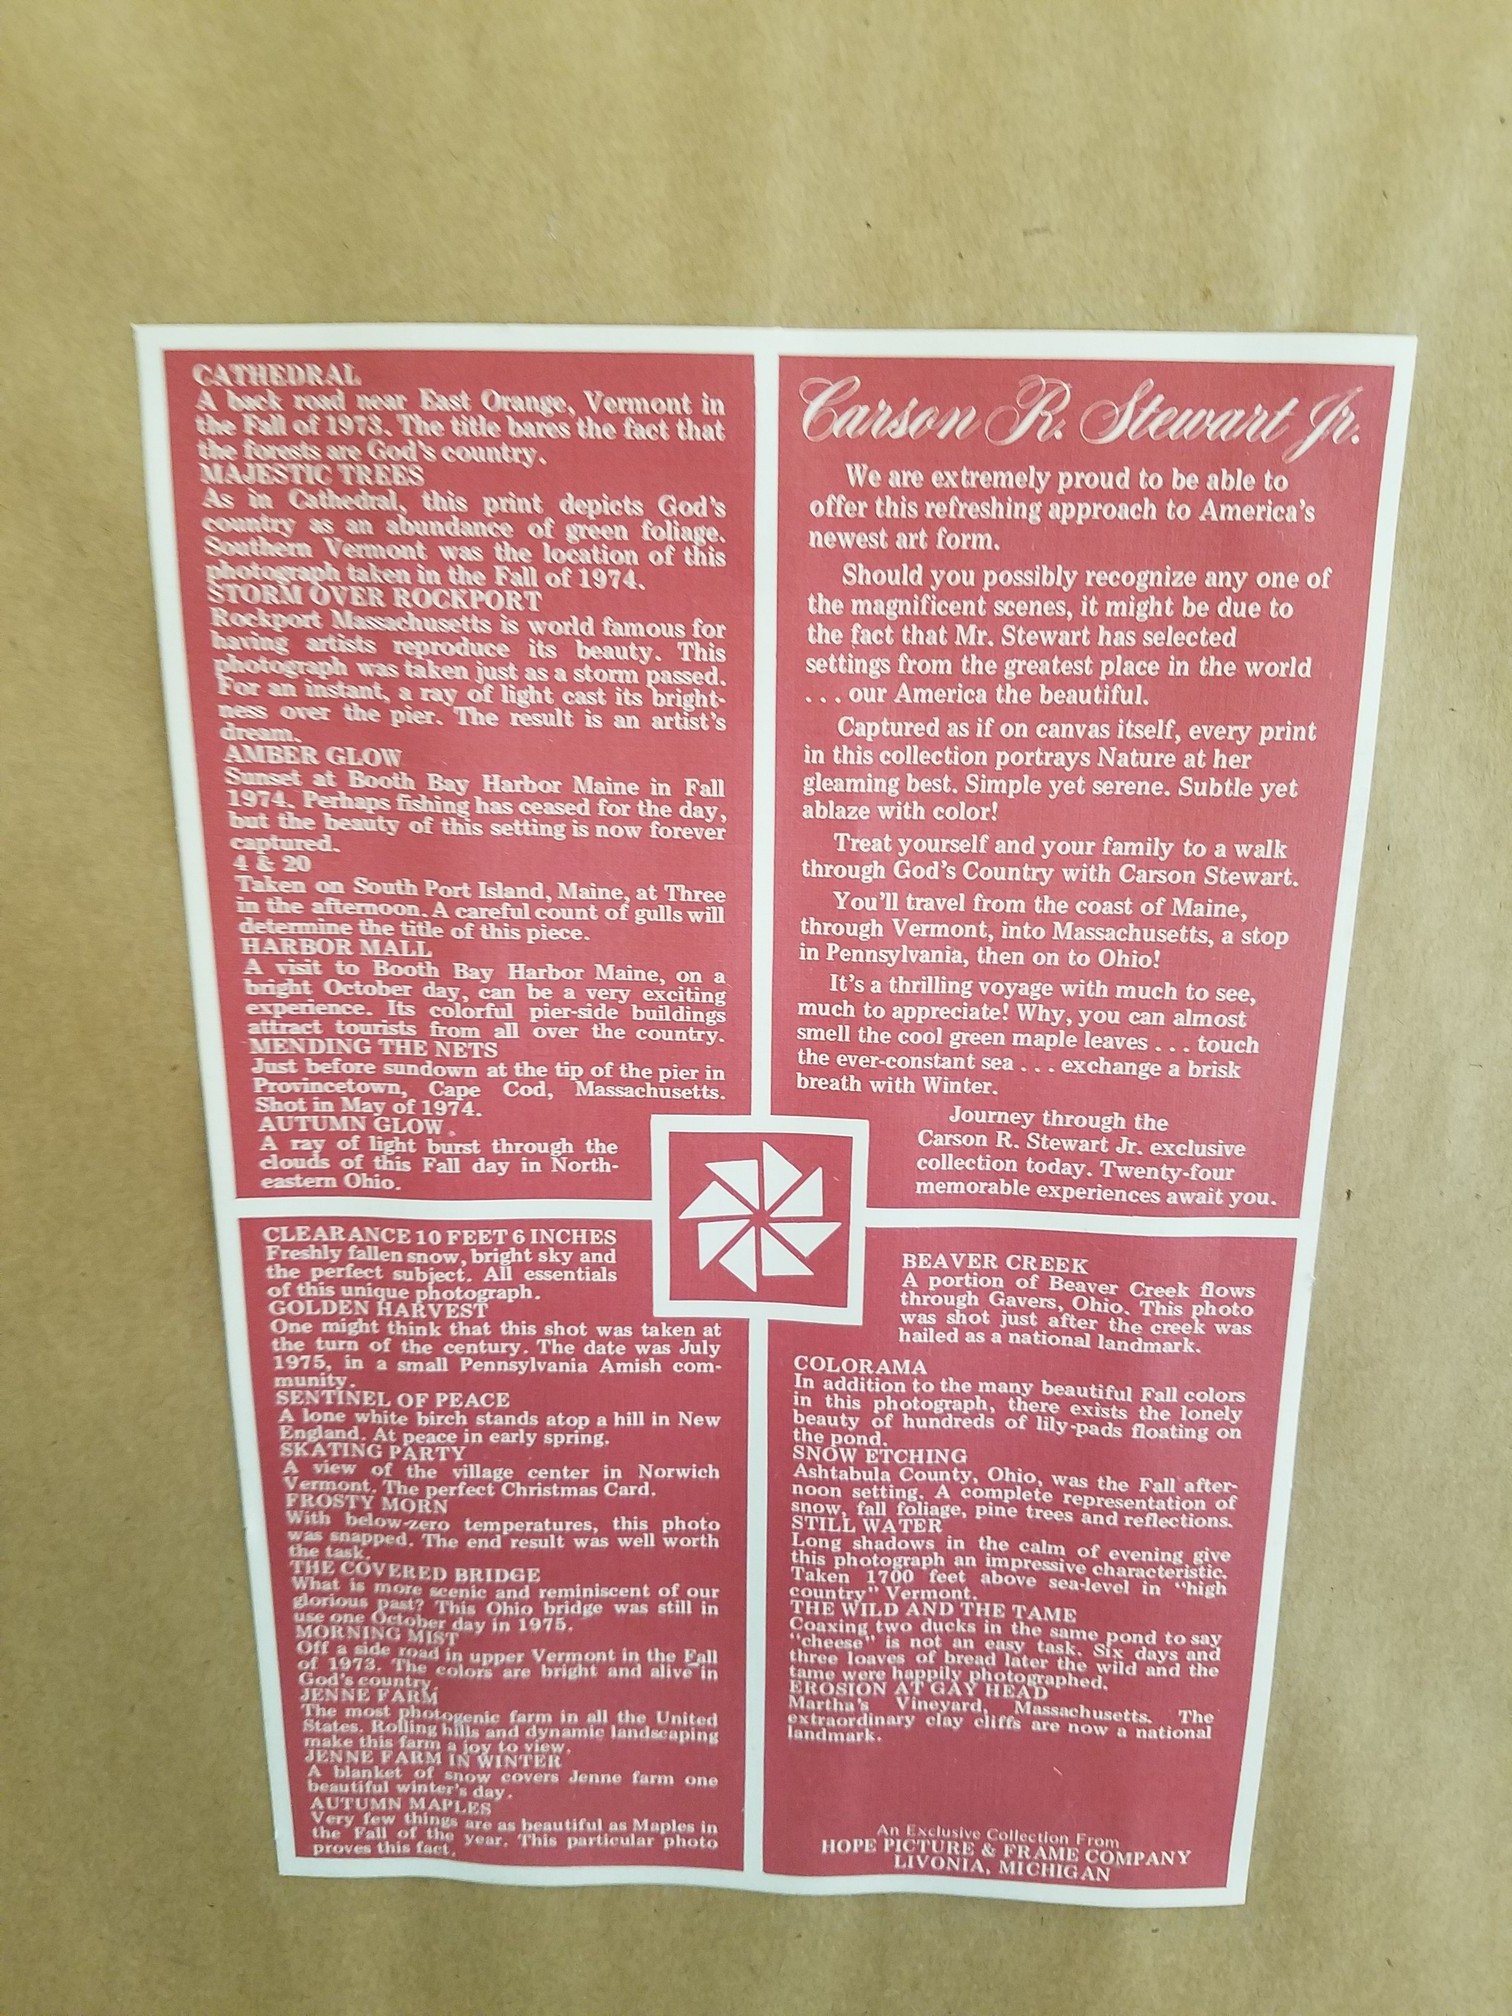 CATHEDRAL
A back road near East Orange, Vermont in
the Fall of 1973. The title bares the fact that
the forests are God's country.
MAJESTIC TREES
As in Cathedral, this print depicts God's
country as an abundance of green foliage.
Southern Vermont was the location of this
photograph taken in the Fall of 1974.
STORM OVER ROCKPORT
Rockport Massachusetts is world famous for
having artists reproduce its beauty. This
photograph was taken just as a storm passed.
For an instant, a ray of light cast its bright-
ness over the pier. The result is an artist's
dream.
AMBER GLOW
Sunset at Booth Bay Harbor Maine in Fall
1974. Perhaps fishing has ceased for the day,
but the beauty of this setting is now forever
captured.
4 & 20
Taken on South Port Island, Maine, at Three
in the afternoon. A careful count of gulls will
determine the title of this piece.
HARBOR MALL
A visit to Booth Bay Harbor Maine, on a
bright October day, can be a very exciting
experience. Its colorful pier-side buildings
attract tourists from all over the country.
MENDING THE NETS
Just before sundown at the tip of the pier in
Provincetown, Cape Cod, Massachusetts.
Shot in May of 1974.
AUTUMN GLOW
A ray of light burst through the
clouds of this Fall day in North-
eastern Ohio.
Carson R. Stewart Jr.
We are extremely proud to be able to
offer this refreshing approach to America's
newest art form.
Should you possibly recognize any one of
the magnificent scenes, it might be due to
the fact that Mr. Stewart has selected
settings from the greatest place in the world
. . . our America the beautiful.
Captured as if on canvas itself, every print
in this collection portrays Nature at her
gleaming best. Simple yet serene. Subtle yet
ablaze with color!
Treat yourself and your family to a walk
through God's Country with Carson Stewart.
You'll travel from the coast of Maine,
through Vermont, into Massachusetts, a stop
in Pennsylvania, then on to Ohio!
It's a thrilling voyage with much to see,
much to appreciate! Why, you can almost
smell the cool green maple leaves . . . touch
the ever-constant sea . . . exchange a brisk
breath with Winter.
Journey through the
Carson R. Stewart Jr. exclusive
collection today. Twenty-four
memorable experiences await you.
CLEARANCE 10 FEET 6 INCHES
Freshly fallen snow, bright sky and
the perfect subject. All essentials
of this unique photograph.
GOLDEN HARVEST
One might think that this shot was taken at
the turn of the century. The date was July
1975, in a small Pennsylvania Amish com-
munity.
SENTINEL OF PEACE
A lone white birch stands atop a hill in New
England. At peace in early spring.
SKATING PARTY
A view of the village center in Norwich
Vermont. The perfect Christmas Card.
FROSTY MORN
With below-zero temperatures, this photo
was snapped. The end result was well worth
the task.
THE COVERED BRIDGE
What is more scenic and reminiscent of our
glorious past? This Ohio bridge was still in
use one October day in 1975.
MORNING MIST
Off a side road in upper Vermont in the Fall
of 1973. The colors are bright and alive in
God's country.
JENNE FARM
The most photogenic farm in all the United
States. Rolling hills and dynamic landscaping
make this farm a joy to view.
JENNE FARM IN WINTER
A blanket of snow covers Jenne farm one
beautiful winter's day.
AUTUMN MAPLES
Very few things are as beautiful as Maples in
the Fall of the year. This particular photo
proves this fact.
BEAVER CREEK
A portion of Beaver Creek flows
through Gavers, Ohio. This photo
was shot just after the creek was
hailed as a national landmark.
COLORAMA
In addition to the many beautiful Fall colors
in this photograph, there exists the lonely
beauty of hundreds of lily-pads floating on
the pond.
SNOW ETCHING
Ashtabula County, Ohio, was the Fall after-
noon setting. A complete representation of
snow, fall foliage, pine trees and reflections.
STILL WATER
Long shadows in the calm of evening give
this photograph an impressive characteristic.
Taken 1700 feet above sea-level in "high
country" Vermont.
THE WILD AND THE TAME
Coaxing two ducks in the same pond to say
"cheese" is not an easy task. Six days and
three loaves of bread later the wild and the
tame were happily photographed.
EROSION AT GAY HEAD
Martha's Vineyard, Massachusetts. The
extraordinary clay cliffs are now a national
landmark.
An Exclusive Collection From
HOPE PICTURE & FRAME COMPANY
LIVONIA, MICHIGAN